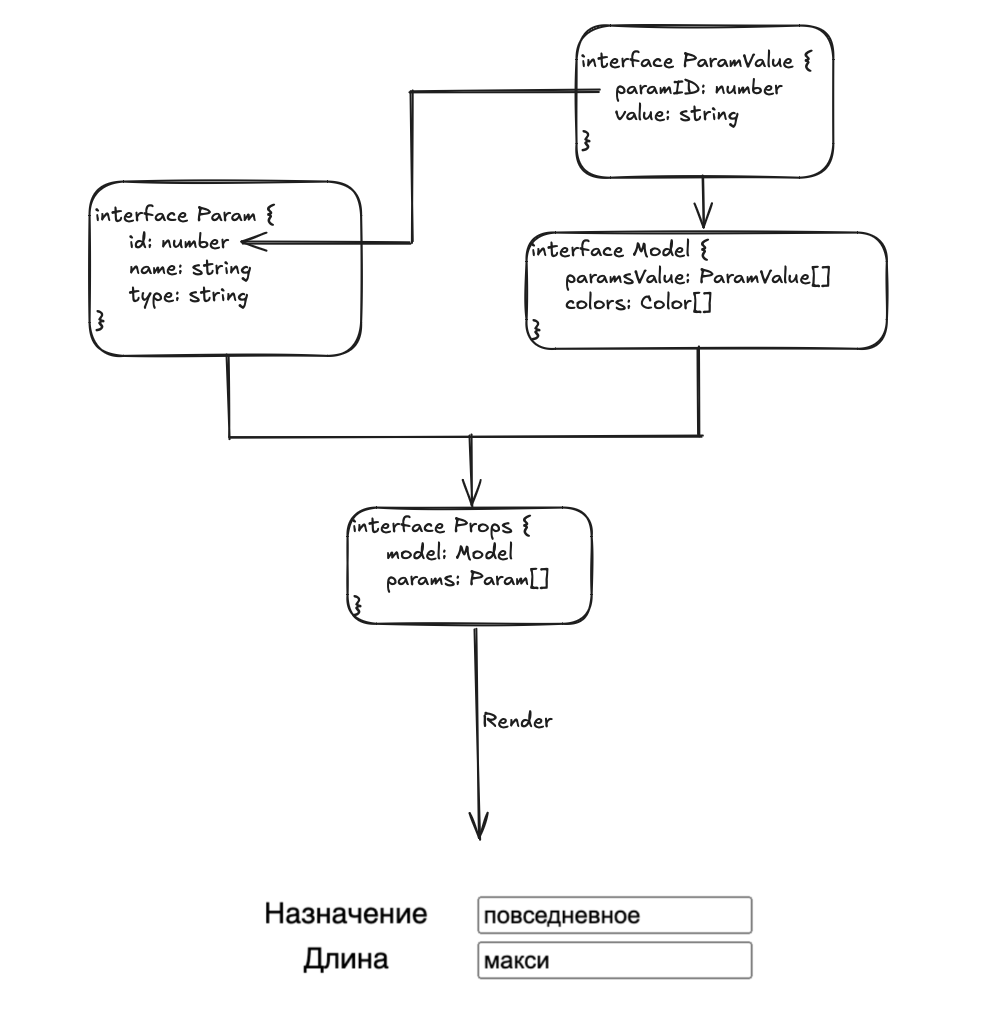 interface ParamValue {
paramID: number
value: string
}
interface Param {
id: number
name: string
type: string
}
interface Model {
paramsValue: ParamValue[]
colors: Color[]
}
interface Props {
model: Model
params: Param[]
}
Render
Назначение повседневное
Длина макси